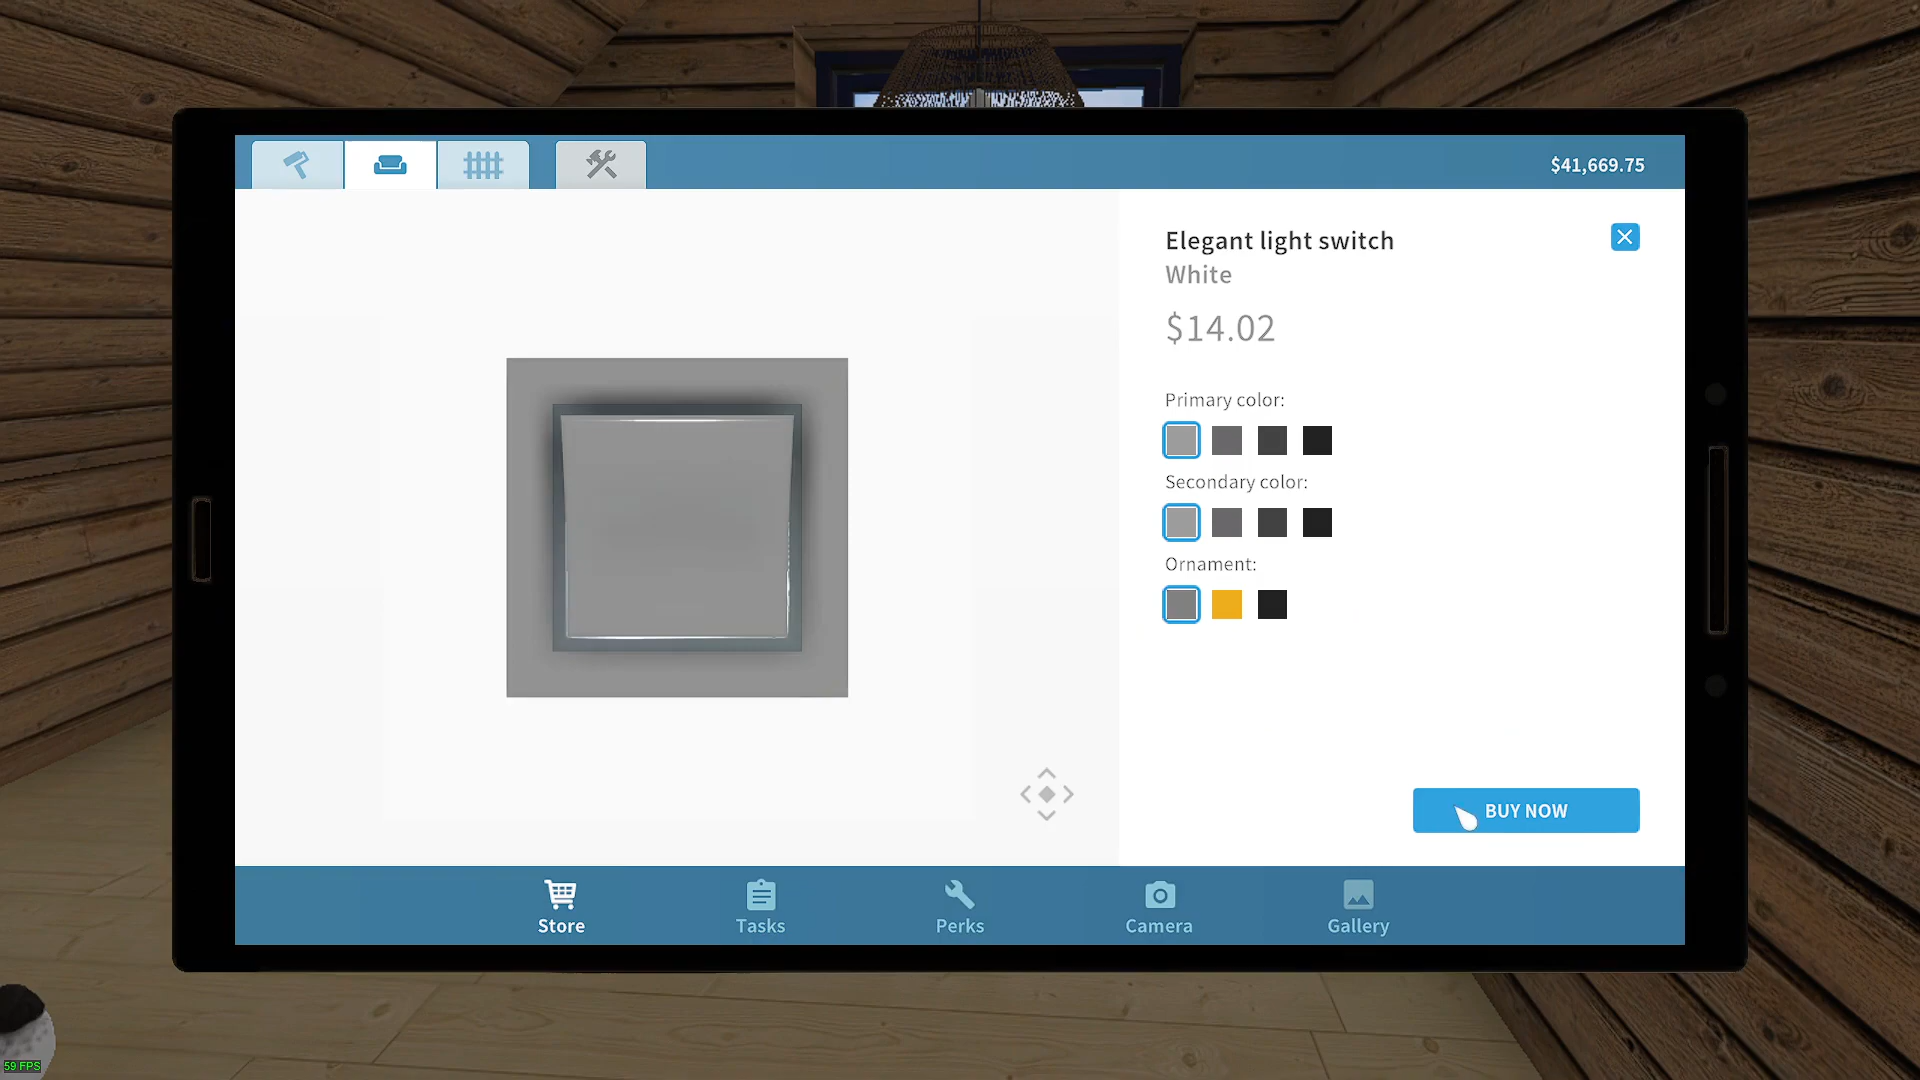 $41,669.75
Elegant light switch
White
$14.02
Primary color:
Secondary color:
Ornament:
BUY NOW
Store
Tasks
Perks
Camera
Gallery
59 FPS